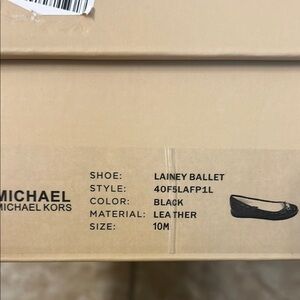 SHOE: LAINEY BALLET
STYLE: 40F5LAFP1L
COLOR: BLACK
MATERIAL: LEATHER
SIZE: 10M
MICHAEL
MICHAEL KORS